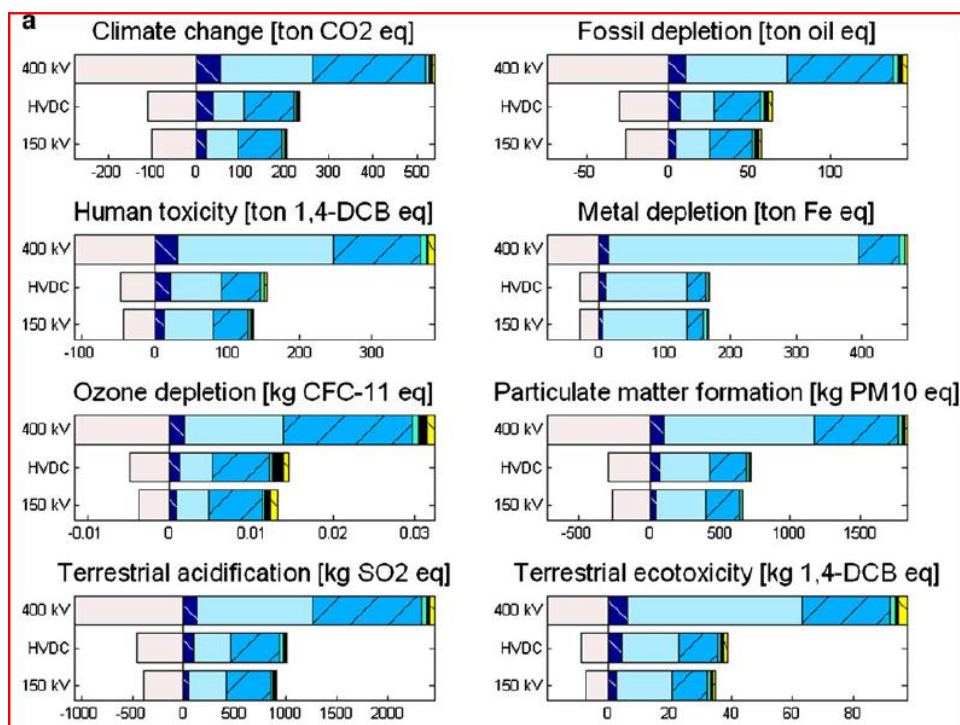 a
Climate change [ton CO2 eq]
400 kV
HVDC
150 kV
-200 -100 0 100 200 300 400 500
Fossil depletion [ton oil eq]
400 kV
HVDC
150 kV
-50 0 50 100
Human toxicity [ton 1,4-DCB eq]
400 kV
HVDC
150 kV
-100 0 100 200 300
Metal depletion [ton Fe eq]
400 kV
HVDC
150 kV
0 100 200 300 400
Ozone depletion [kg CFC-11 eq]
400 kV
HVDC
150 kV
-0.01 0 0.01 0.02 0.03
Particulate matter formation [kg PM10 eq]
400 kV
HVDC
150 kV
-500 0 500 1000 1500
Terrestrial acidification [kg SO2 eq]
400 kV
HVDC
150 kV
-1000 -500 0 500 1000 1500 2000
Terrestrial ecotoxicity [kg 1,4-DCB eq]
400 kV
HVDC
150 kV
0 20 40 60 80